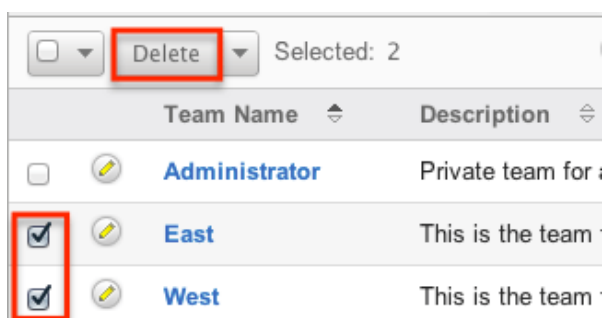 Delete Selected: 2
Team Name Description
Administrator Private team for
East This is the team
West This is the team